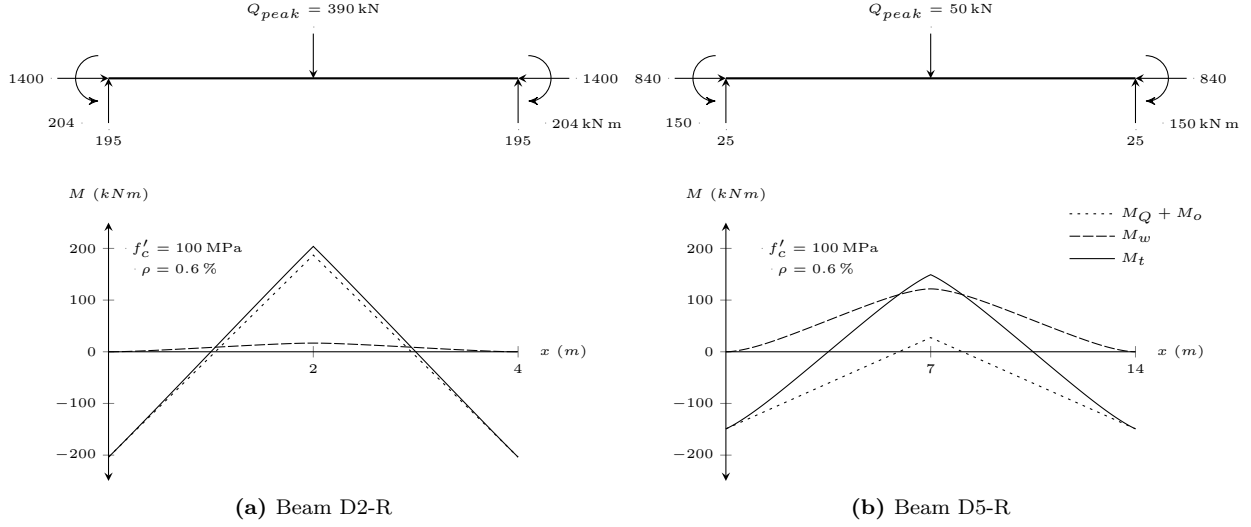 Q_peak = 390 kN
1400
1400
204
204 kN m
195
195
M (kNm)
200
100
0
−100
−200
f′_c = 100 MPa
ρ = 0.6 %
2
4
x (m)
(a) Beam D2-R
Q_peak = 50 kN
840
840
150
150 kN m
25
25
M (kNm)
200
100
0
−100
−200
f′_c = 100 MPa
ρ = 0.6 %
M_Q + M_o
M_w
M_t
7
14
x (m)
(b) Beam D5-R